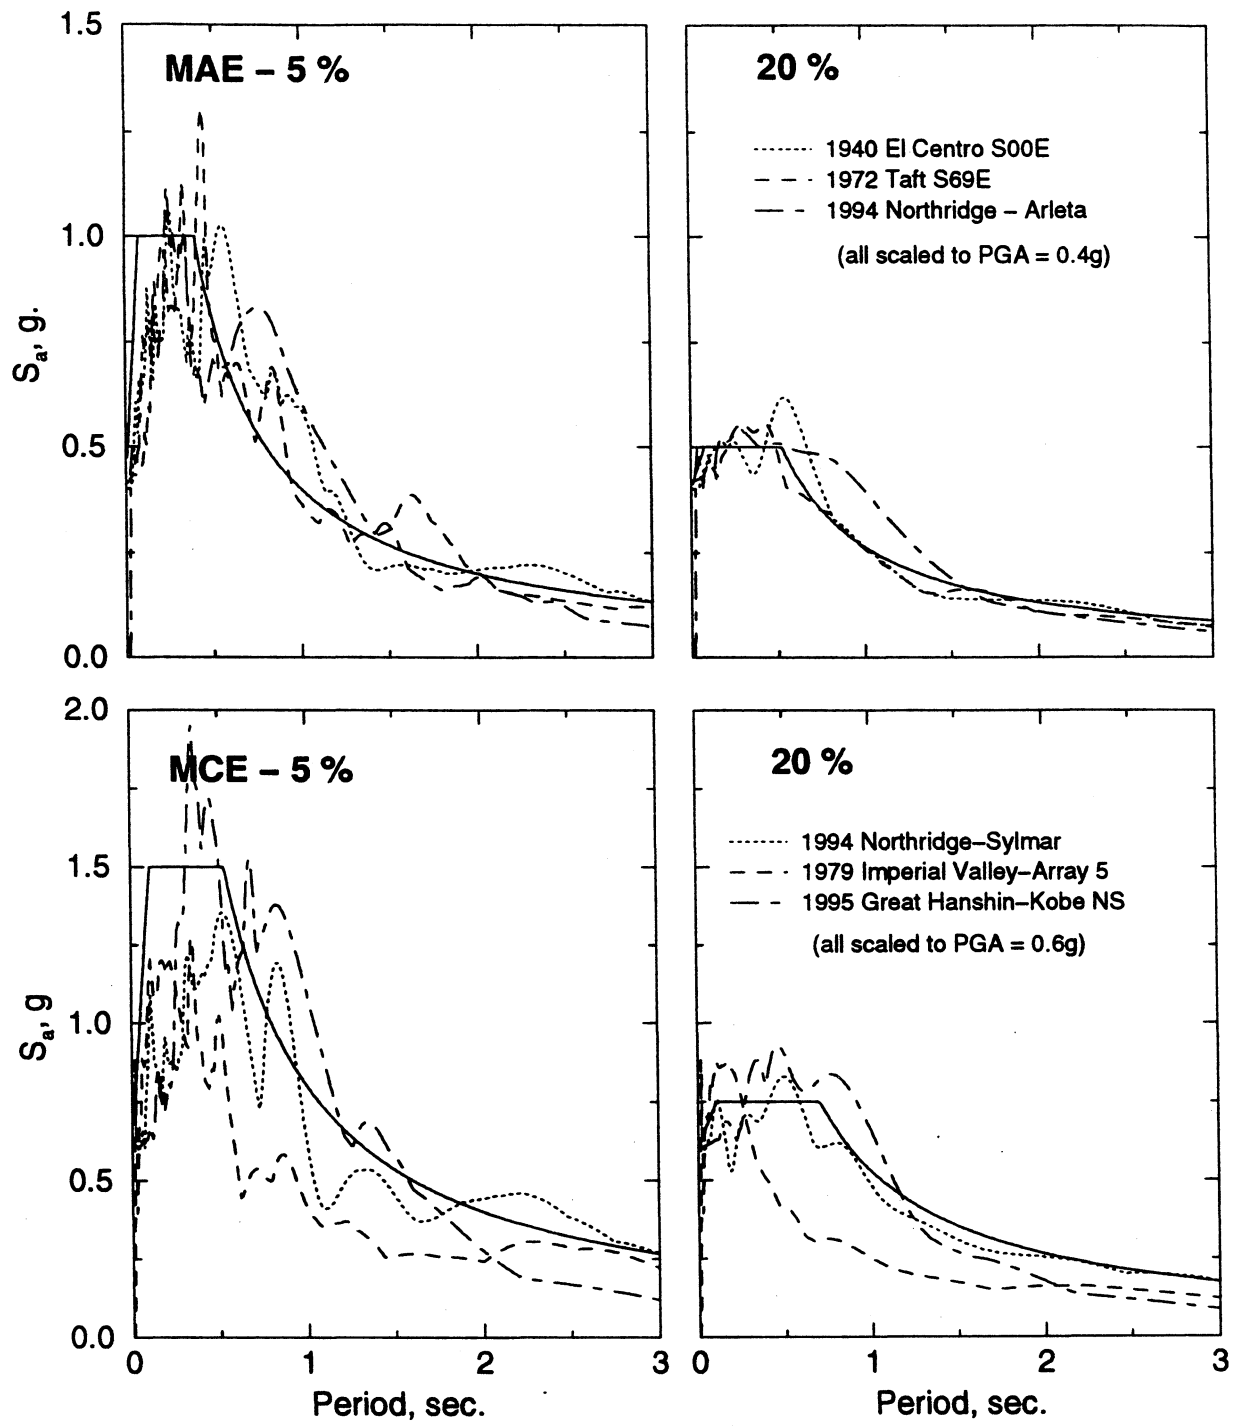 1.5
MAE – 5 %
1.0
0.5
0.0
Sa, g.
20 %
1940 El Centro S00E
1972 Taft S69E
1994 Northridge – Arleta
(all scaled to PGA = 0.4g)
2.0
MCE – 5 %
1.5
1.0
0.5
0.0
Sa, g
0 1 2 3
Period, sec.
20 %
1994 Northridge–Sylmar
1979 Imperial Valley–Array 5
1995 Great Hanshin–Kobe NS
(all scaled to PGA = 0.6g)
0 1 2 3
Period, sec.